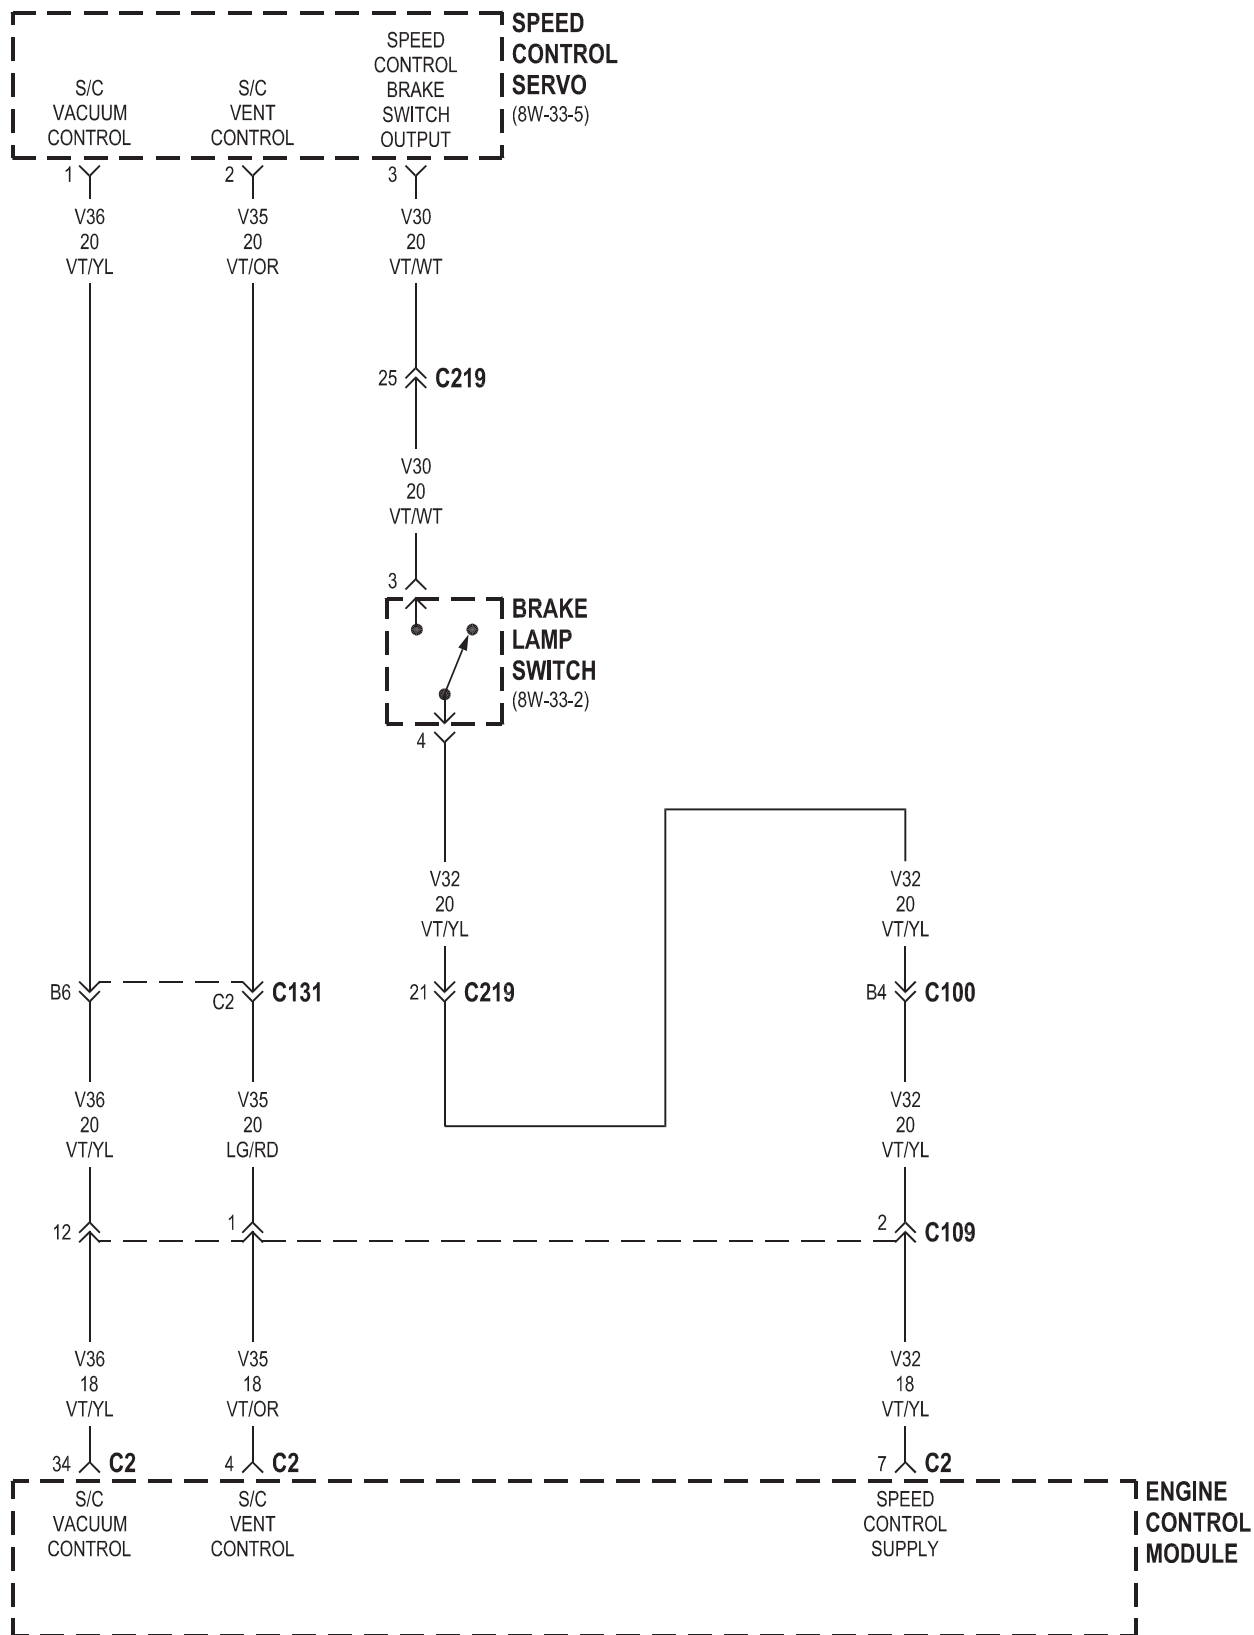 SPEED
CONTROL
SERVO
(8W-33-5)
S/C
VACUUM
CONTROL
S/C
VENT
CONTROL
SPEED
CONTROL
BRAKE
SWITCH
OUTPUT
1
2
3
V36
20
VT/YL
V35
20
VT/OR
V30
20
VT/WT
25 C219
V30
20
VT/WT
3
BRAKE
LAMP
SWITCH
(8W-33-2)
4
V32
20
VT/YL
V32
20
VT/YL
B6
C2 C131
21 C219
B4 C100
V36
20
VT/YL
V35
20
LG/RD
V32
20
VT/YL
12
1
2 C109
V36
18
VT/YL
V35
18
VT/OR
V32
18
VT/YL
34 C2
4 C2
7 C2
S/C
VACUUM
CONTROL
S/C
VENT
CONTROL
SPEED
CONTROL
SUPPLY
ENGINE
CONTROL
MODULE